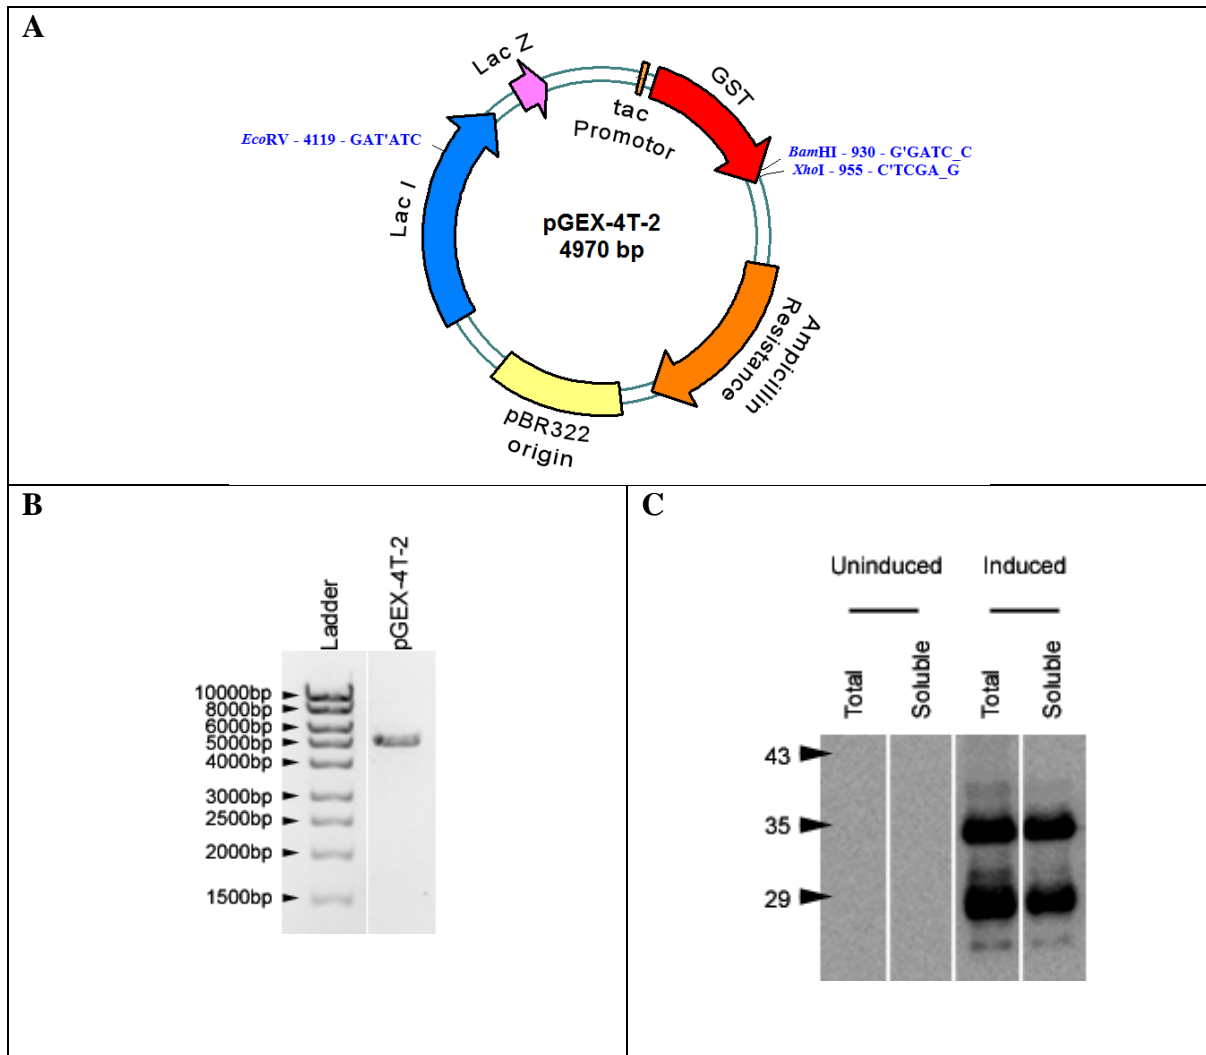 A
Lac Z
GST
tac
Promotor
EcoRV - 4119 - GAT'ATC
BamHI - 930 - G'GATC_C
XhoI - 955 - C'TCGA_G
Lac I
pGEX-4T-2
4970 bp
Ampicillin
Resistance
pBR322
origin
B
Ladder
pGEX-4T-2
10000bp
8000bp
6000bp
5000bp
4000bp
3000bp
2500bp
2000bp
1500bp
C
Uninduced
Induced
Total
Soluble
Total
Soluble
43
35
29